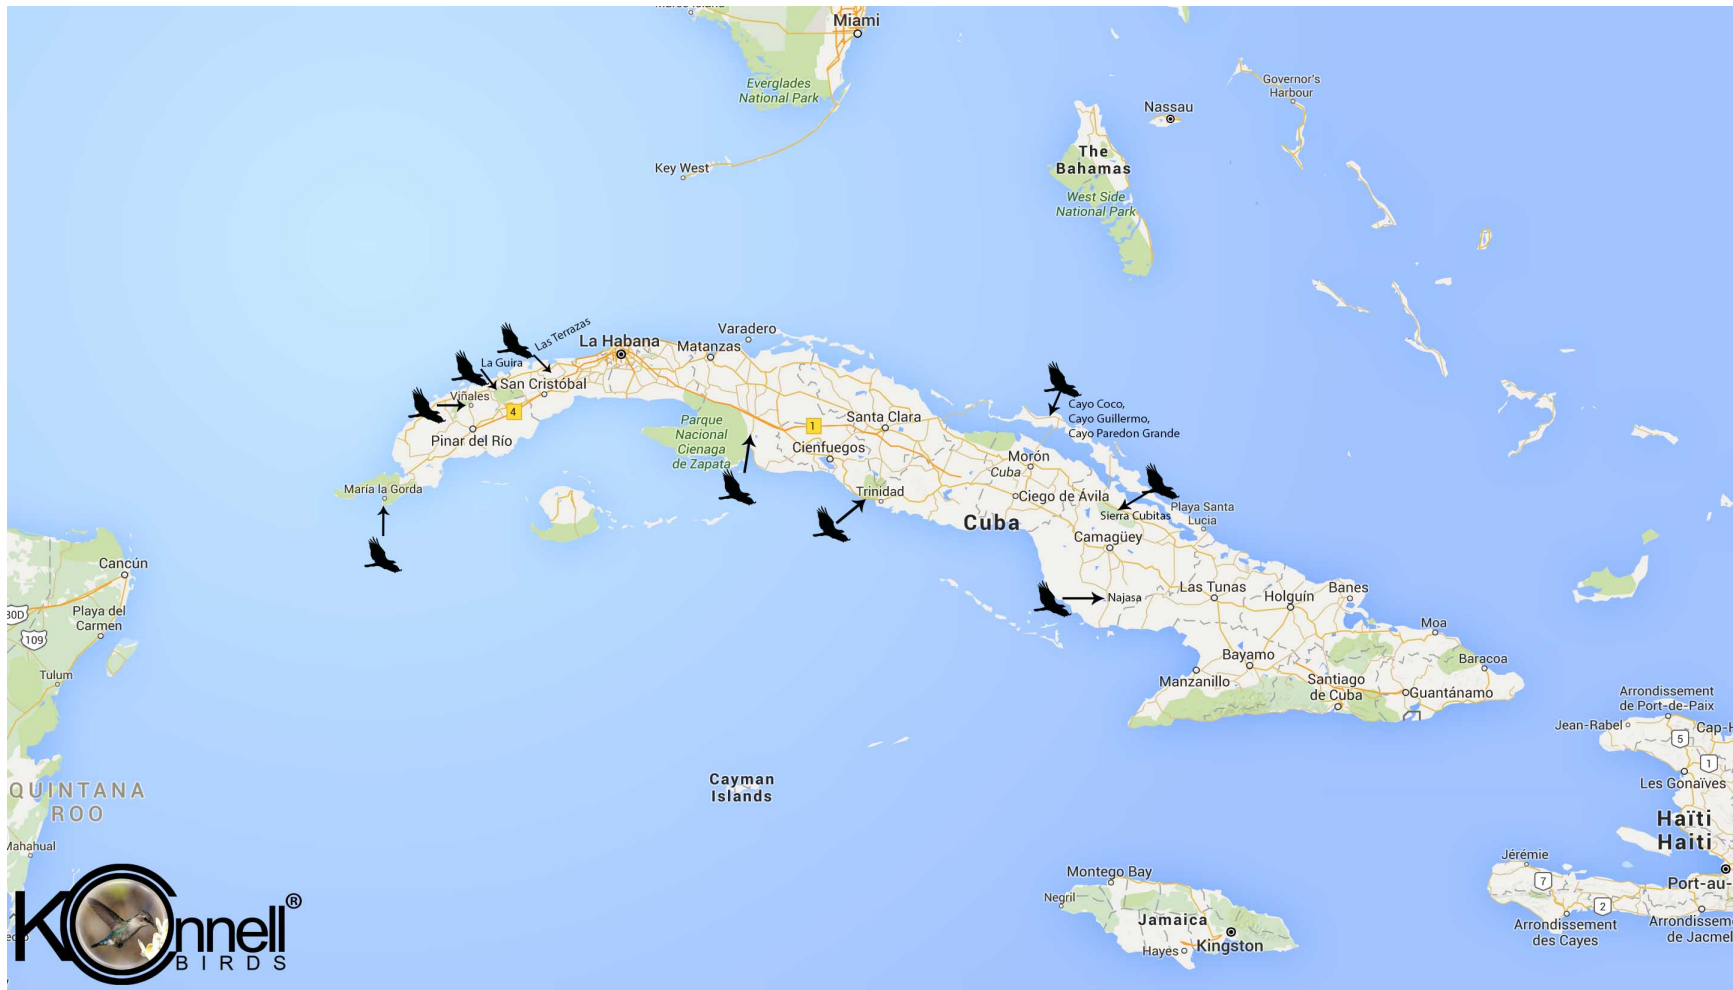 Miami
Everglades
National Park
Key West
Governor's
Harbour
Nassau
The
Bahamas
West Side
National Park
Las Terrazas
La Habana
Varadero
Matanzas
La Guira
San Cristóbal
Viñales
4
Pinar del Río
María la Gorda
Parque
Nacional
Cienaga
de Zapata
1
Santa Clara
Cienfuegos
Trinidad
Cayo Coco,
Cayo Guillermo,
Cayo Paredon Grande
Morón
Cuba
Ciego de Ávila
Sierra Cubitas
Playa Santa
Lucia
Cuba
Camagüey
Najasa
Las Tunas
Holguín
Banes
Moa
Bayamo
Baracoa
Manzanillo
Santiago
de Cuba
Guantánamo
Cancún
80D
Playa del
Carmen
109
Tulum
QUINTANA
ROO
Mahahual
Cayman
Islands
Arrondissement
de Port-de-Paix
Jean-Rabel
Cap-H
5
1
Les Gonaïves
Haïti
Haiti
Jérémie
7
2
Port-au-
Arrondissement
des Cayes
Arrondissem
de Jacmel
Montego Bay
Negril
Jamaica
Hayes
Kingston
KOnnell®
BIRDS